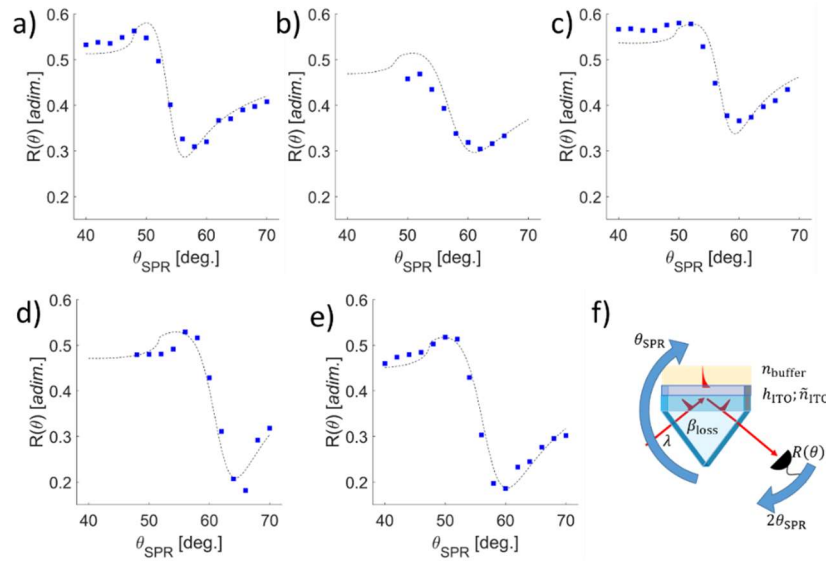 a)
0.6
0.5
0.4
0.3
0.2
R(θ) [adim.]
40 50 60 70
θSPR [deg.]
b)
0.6
0.5
0.4
0.3
0.2
R(θ) [adim.]
40 50 60 70
θSPR [deg.]
c)
0.6
0.5
0.4
0.3
0.2
R(θ) [adim.]
40 50 60 70
θSPR [deg.]
d)
0.6
0.5
0.4
0.3
0.2
R(θ) [adim.]
40 50 60 70
θSPR [deg.]
e)
0.6
0.5
0.4
0.3
0.2
R(θ) [adim.]
40 50 60 70
θSPR [deg.]
f)
θSPR
nbuffer
hITO; ñITO
βloss
λ
R(θ)
2θSPR